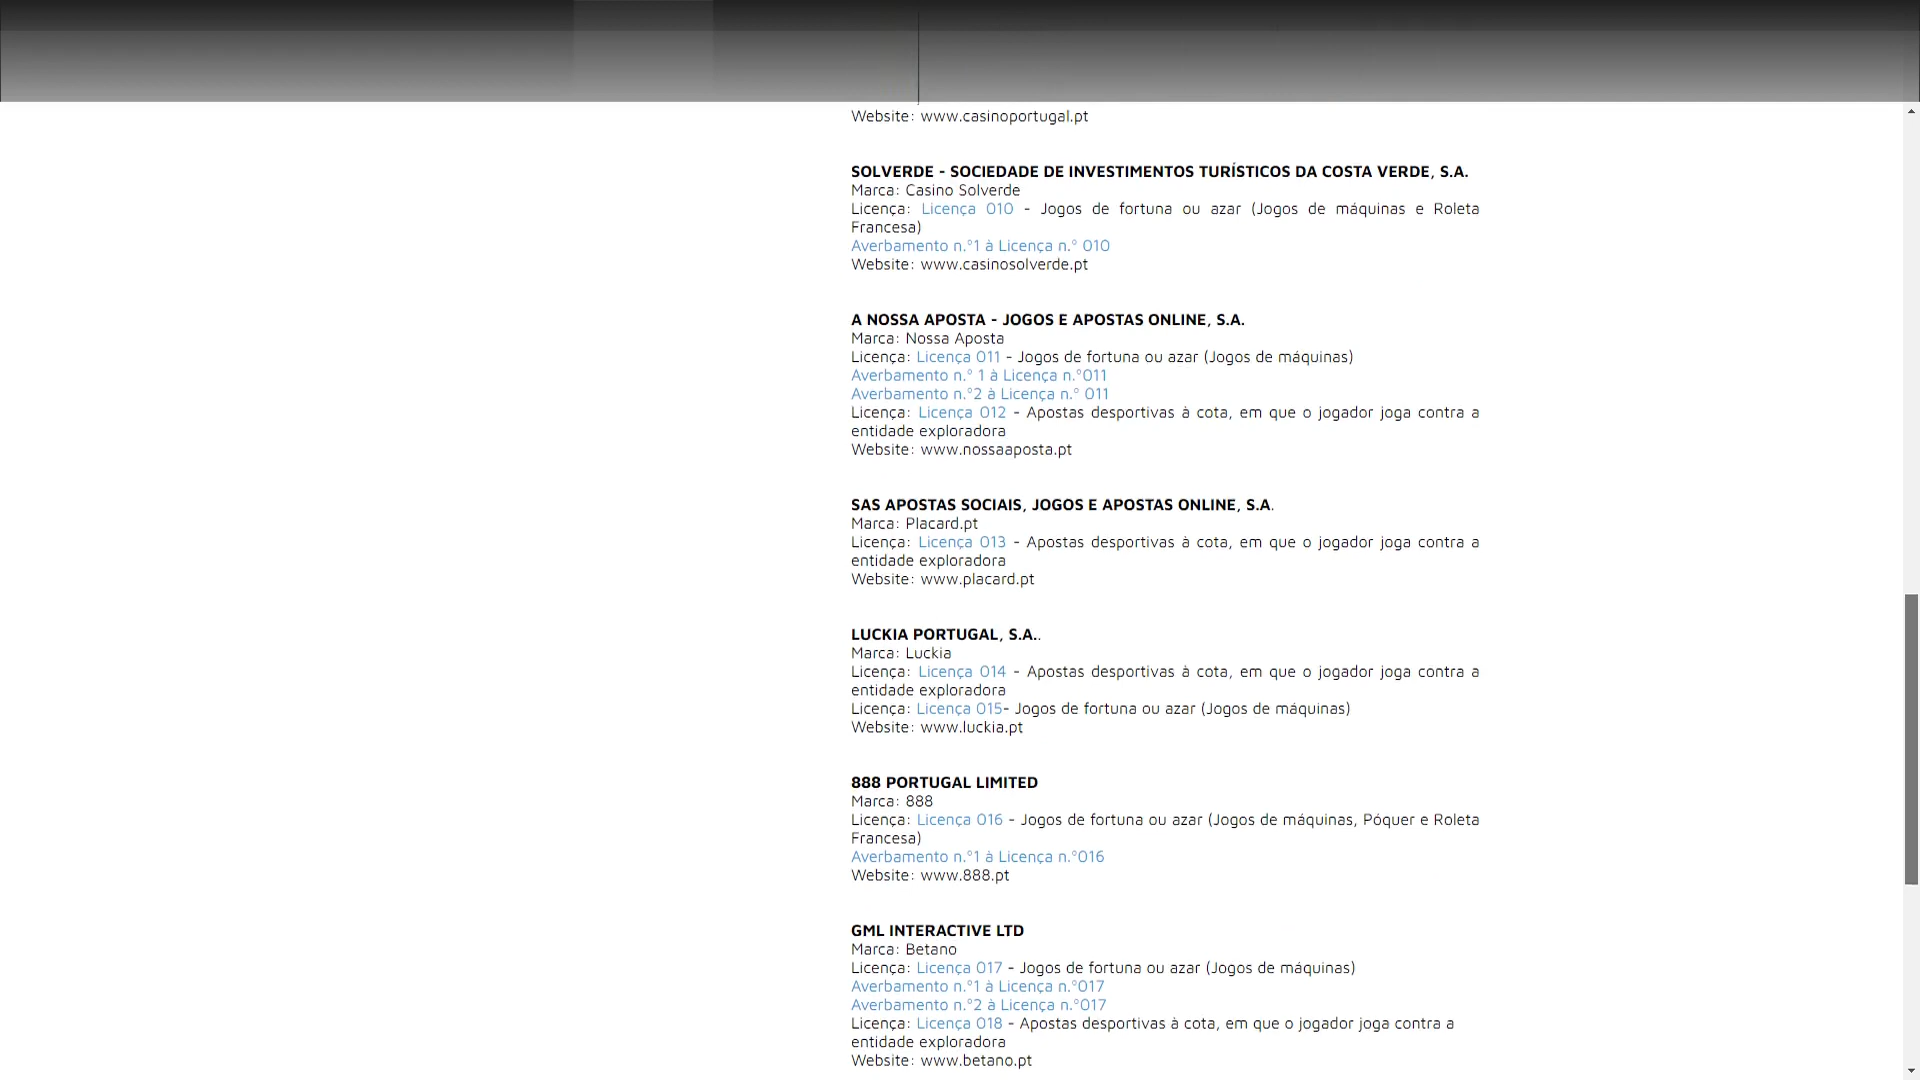 Website: www.casinoportugal.pt
SOLVERDE - SOCIEDADE DE INVESTIMENTOS TURÍSTICOS DA COSTA VERDE, S.A.
Marca: Casino Solverde
Licença: Licença 010 - Jogos de fortuna ou azar (Jogos de máquinas e Roleta
Francesa)
Averbamento n.º1 à Licença n.º 010
Website: www.casinosolverde.pt
A NOSSA APOSTA - JOGOS E APOSTAS ONLINE, S.A.
Marca: Nossa Aposta
Licença: Licença 011 - Jogos de fortuna ou azar (Jogos de máquinas)
Averbamento n.º 1 à Licença n.º011
Averbamento n.º2 à Licença n.º 011
Licença: Licença 012 - Apostas desportivas à cota, em que o jogador joga contra a
entidade exploradora
Website: www.nossaaposta.pt
SAS APOSTAS SOCIAIS, JOGOS E APOSTAS ONLINE, S.A.
Marca: Placard.pt
Licença: Licença 013 - Apostas desportivas à cota, em que o jogador joga contra a
entidade exploradora
Website: www.placard.pt
LUCKIA PORTUGAL, S.A..
Marca: Luckia
Licença: Licença 014 - Apostas desportivas à cota, em que o jogador joga contra a
entidade exploradora
Licença: Licença 015- Jogos de fortuna ou azar (Jogos de máquinas)
Website: www.luckia.pt
888 PORTUGAL LIMITED
Marca: 888
Licença: Licença 016 - Jogos de fortuna ou azar (Jogos de máquinas, Póquer e Roleta
Francesa)
Averbamento n.º1 à Licença n.º016
Website: www.888.pt
GML INTERACTIVE LTD
Marca: Betano
Licença: Licença 017 - Jogos de fortuna ou azar (Jogos de máquinas)
Averbamento n.º1 à Licença n.º017
Averbamento n.º2 à Licença n.º017
Licença: Licença 018 - Apostas desportivas à cota, em que o jogador joga contra a
entidade exploradora
Website: www.betano.pt